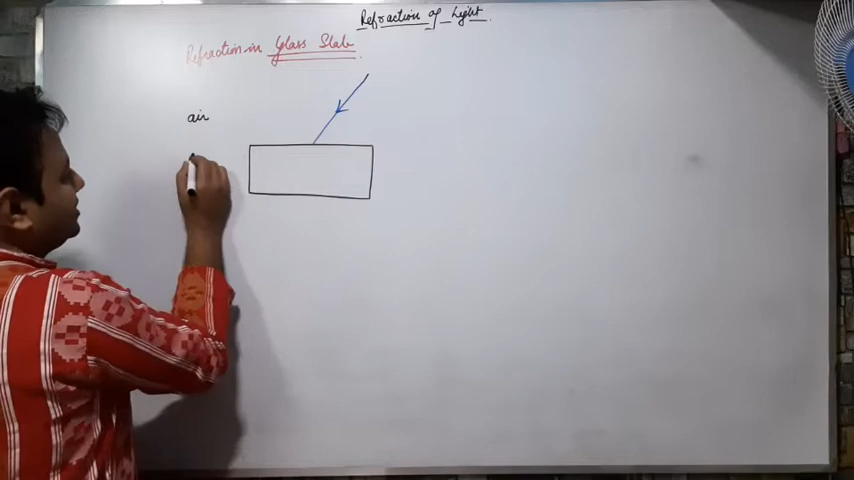 Refraction of Light.
Refraction in Glass Slab.
air